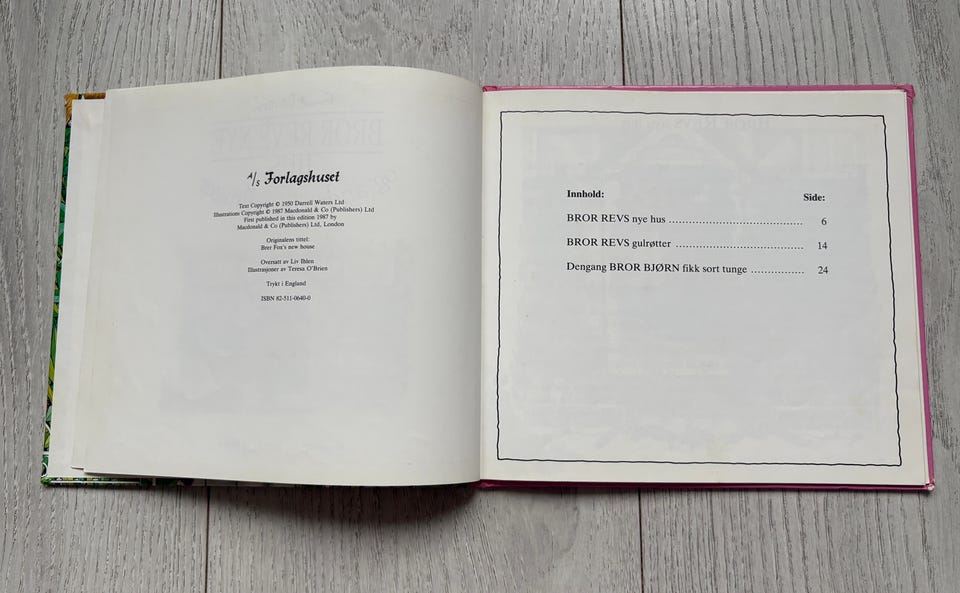 A/S Forlagshuset
Text Copyright © 1950 Darrell Waters Ltd
Illustrations Copyright © 1987 Macdonald & Co (Publishers) Ltd
First published in this edition 1987 by
Macdonald & Co (Publishers) Ltd, London
Originalens tittel:
Brer Fox's new house
Oversatt av Liv Ihlen
Illustrasjoner av Teresa O'Brien
Trykt i England
ISBN 82-511-0640-0
Innhold: Side:
BROR REVS nye hus ........................................ 6
BROR REVS gulrøtter ...................................... 14
Dengang BROR BJØRN fikk sort tunge ................ 24